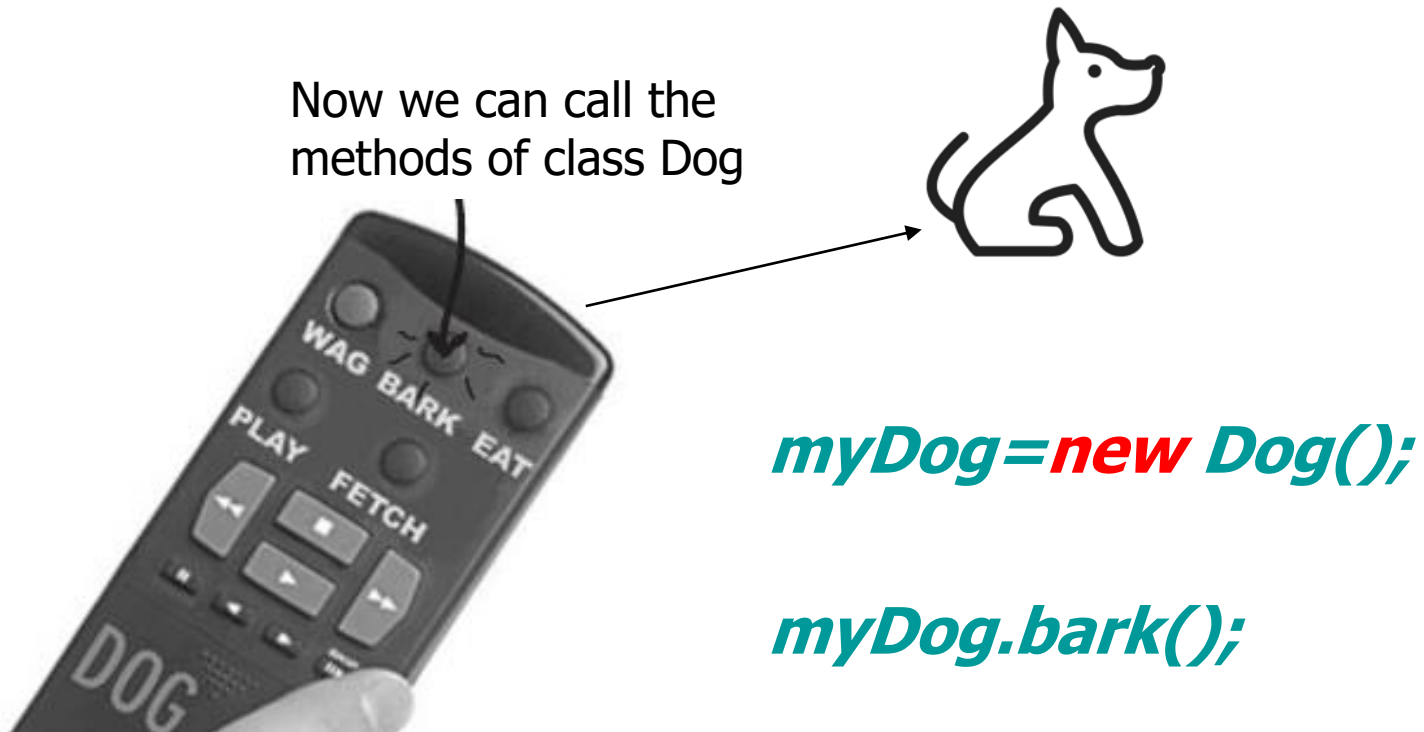 Now we can call the
methods of class Dog
WAG BARK EAT
PLAY FETCH
DOG
myDog=new Dog();
myDog.bark();